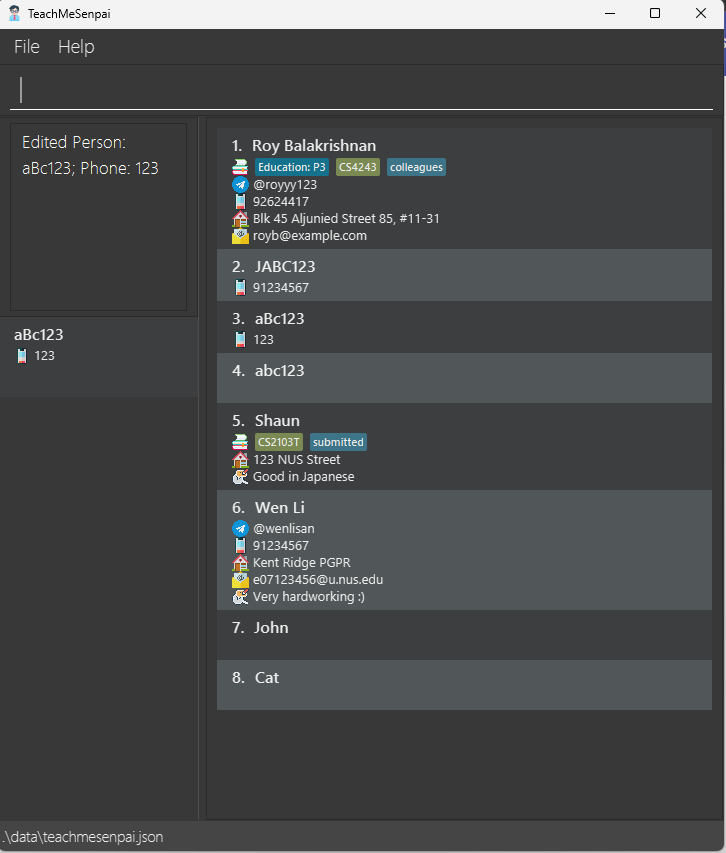 TeachMeSenpai
File Help
Edited Person:
aBc123; Phone: 123
aBc123
123
1. Roy Balakrishnan
Education: P3 CS4243 colleagues
@royyy123
92624417
Blk 45 Aljunied Street 85, #11-31
royb@example.com
2. JABC123
91234567
3. aBc123
123
4. abc123
5. Shaun
CS2103T submitted
123 NUS Street
Good in Japanese
6. Wen Li
@wenlisan
91234567
Kent Ridge PGPR
e07123456@u.nus.edu
Very hardworking :)
7. John
8. Cat
.\data\teachmesenpai.json